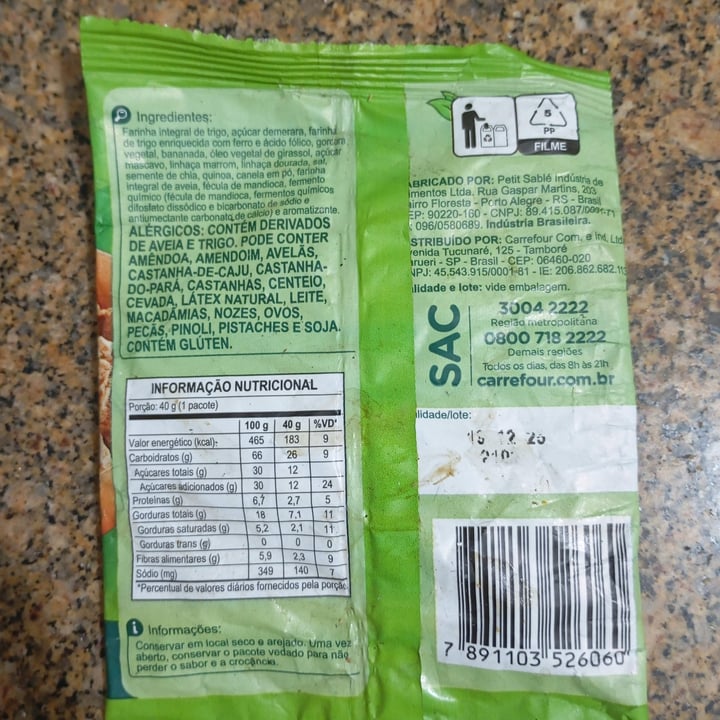 Ingredientes:
Farinha integral de trigo, açúcar demerara, farinha
de trigo enriquecida com ferro e ácido fólico, gordura
vegetal, bananada, óleo vegetal de girassol, açúcar
mascavo, linhaça marrom, linhaça dourada, sal,
semente de chia, quinoa, canela em pó, farinha
integral de aveia, fécula de mandioca, fermento
químico (fécula de mandioca, fermentos químicos
difosfato dissódico e bicarbonato de sódio e
antiumectante carbonato de cálcio) e aromatizante.
ALÉRGICOS: CONTÉM DERIVADOS
DE AVEIA E TRIGO. PODE CONTER
AMÊNDOA, AMENDOIM, AVELÃS,
CASTANHA-DE-CAJU, CASTANHA-
DO-PARÁ, CASTANHAS, CENTEIO,
CEVADA, LÁTEX NATURAL, LEITE,
MACADÂMIAS, NOZES, OVOS,
PECÃS, PINOLI, PISTACHES E SOJA.
CONTÉM GLÚTEN.
INFORMAÇÃO NUTRICIONAL
Porção: 40 g (1 pacote)
100 g 40 g %VD*
Valor energético (kcal) 465 183 9
Carboidratos (g) 66 26 9
Açúcares totais (g) 30 12
Açúcares adicionados (g) 30 12 24
Proteínas (g) 6,7 2,7 5
Gorduras totais (g) 18 7,1 11
Gorduras saturadas (g) 5,2 2,1 11
Gorduras trans (g) 0 0 0
Fibras alimentares (g) 5,9 2,3 9
Sódio (mg) 349 140 7
*Percentual de valores diários fornecidos pela porção.
Informações:
Conservar em local seco e arejado. Uma vez
aberto, conservar o pacote vedado para não
perder o sabor e a crocância.
5
PP
FILME
ABRICADO POR: Petit Sablé Indústria de
imentos Ltda. Rua Gaspar Martins, 203
airro Floresta - Porto Alegre - RS - Brasil
EP: 90220-160 - CNPJ: 89.415.087/0001-71
096/0580689. Indústria Brasileira.
STRIBUÍDO POR: Carrefour Com. e Ind. Ltda
venida Tucunaré, 125 - Tamboré
arueri - SP - Brasil - CEP: 06460-020
NPJ: 45.543.915/0001-81 - IE: 206.862.682.113
alidade e lote: vide embalagem.
SAC
3004 2222
Região metropolitana
0800 718 2222
Demais regiões
Todos os dias, das 8h às 21h
carrefour.com.br
alidade/lote:
12 25
7 891103 526060